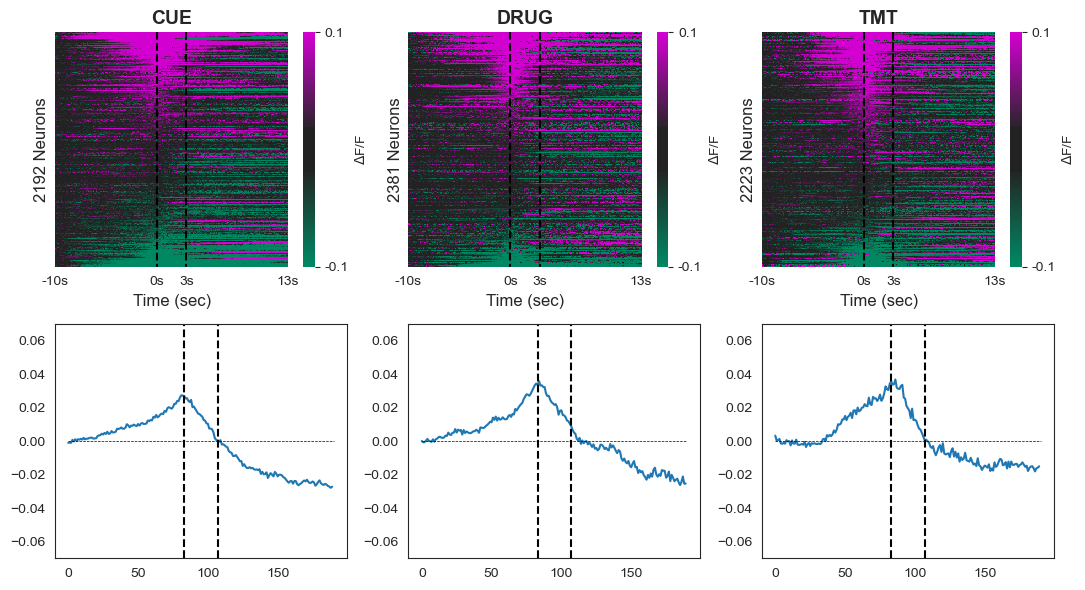 CUE
DRUG
TMT
0.1
0.1
0.1
2192 Neurons
ΔF/F
2381 Neurons
ΔF/F
2223 Neurons
ΔF/F
-0.1
-0.1
-0.1
-10s 0s 3s 13s
-10s 0s 3s 13s
-10s 0s 3s 13s
Time (sec)
Time (sec)
Time (sec)
0.06
0.04
0.02
0.00
−0.02
−0.04
−0.06
0 50 100 150
0.06
0.04
0.02
0.00
−0.02
−0.04
−0.06
0 50 100 150
0.06
0.04
0.02
0.00
−0.02
−0.04
−0.06
0 50 100 150